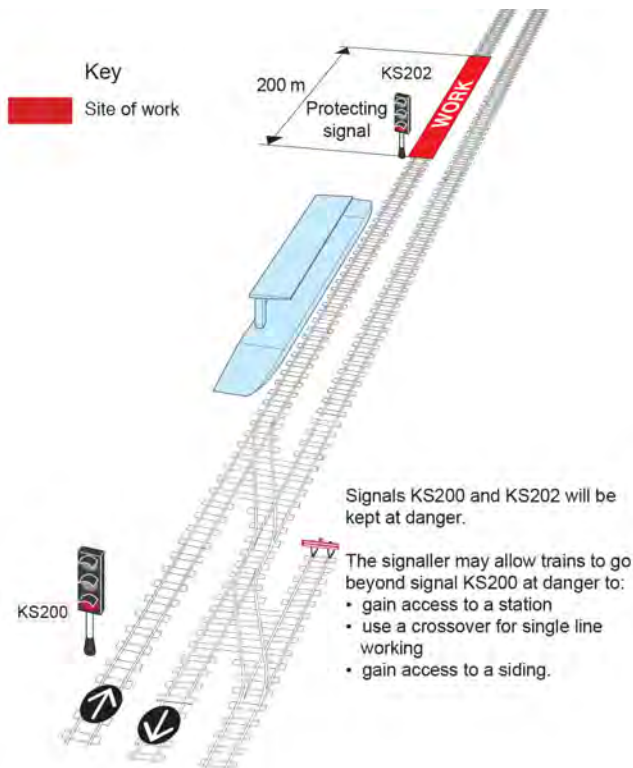 Key
Site of work
200 m
KS202
Protecting
signal
WORK
KS200
Signals KS200 and KS202 will be
kept at danger.
The signaller may allow trains to go
beyond signal KS200 at danger to:
• gain access to a station
• use a crossover for single line
working
• gain access to a siding.